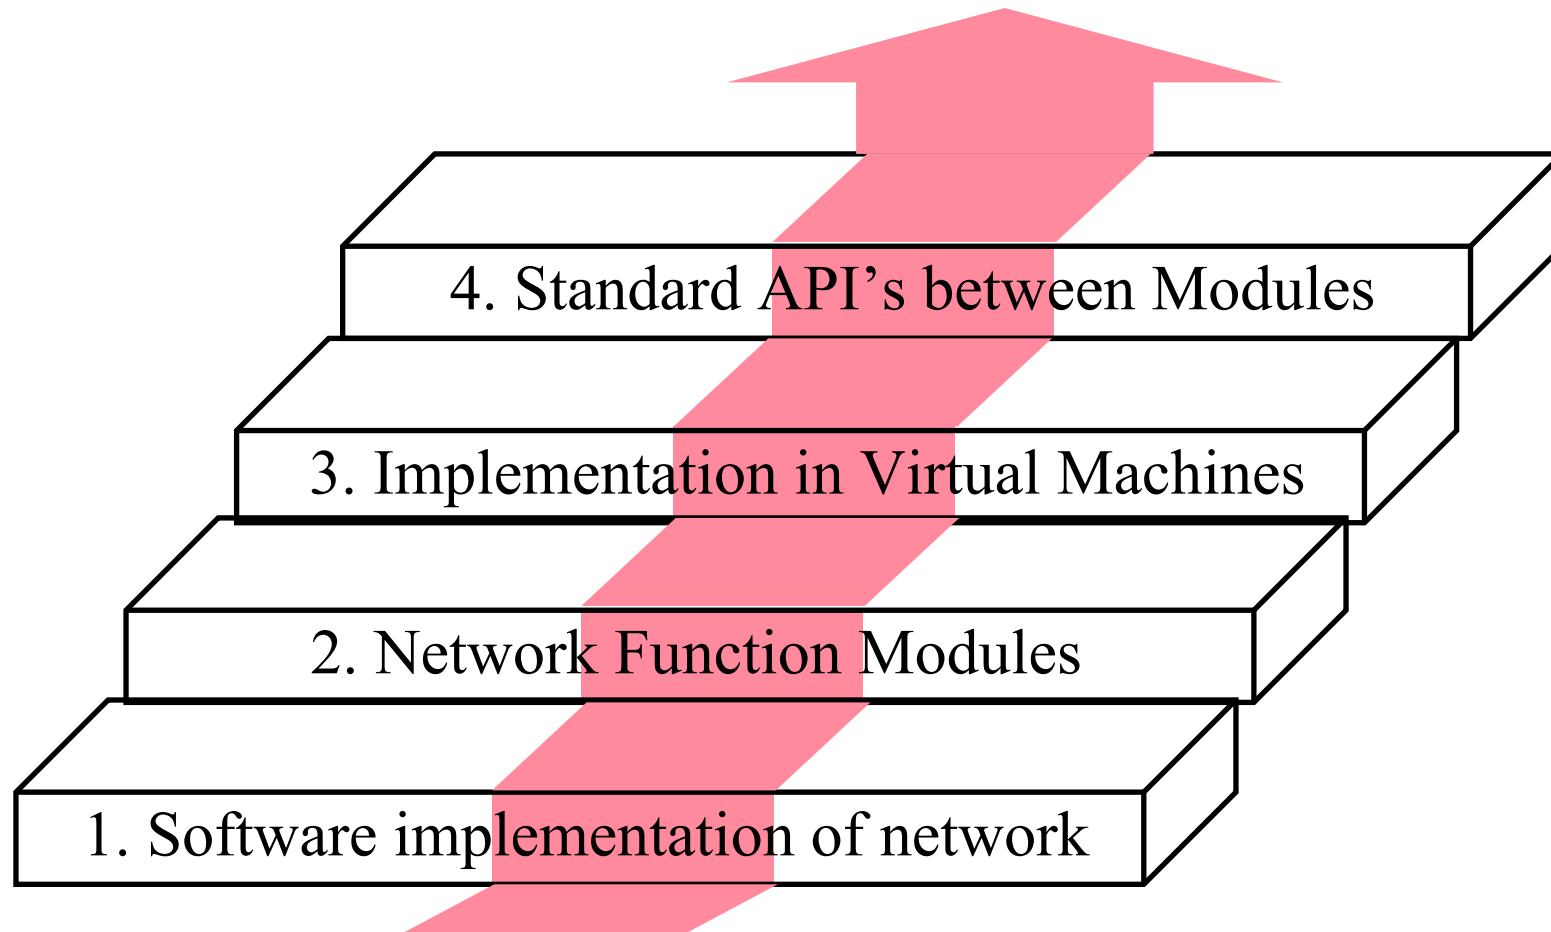 4. Standard API’s between Modules
3. Implementation in Virtual Machines
2. Network Function Modules
1. Software implementation of network